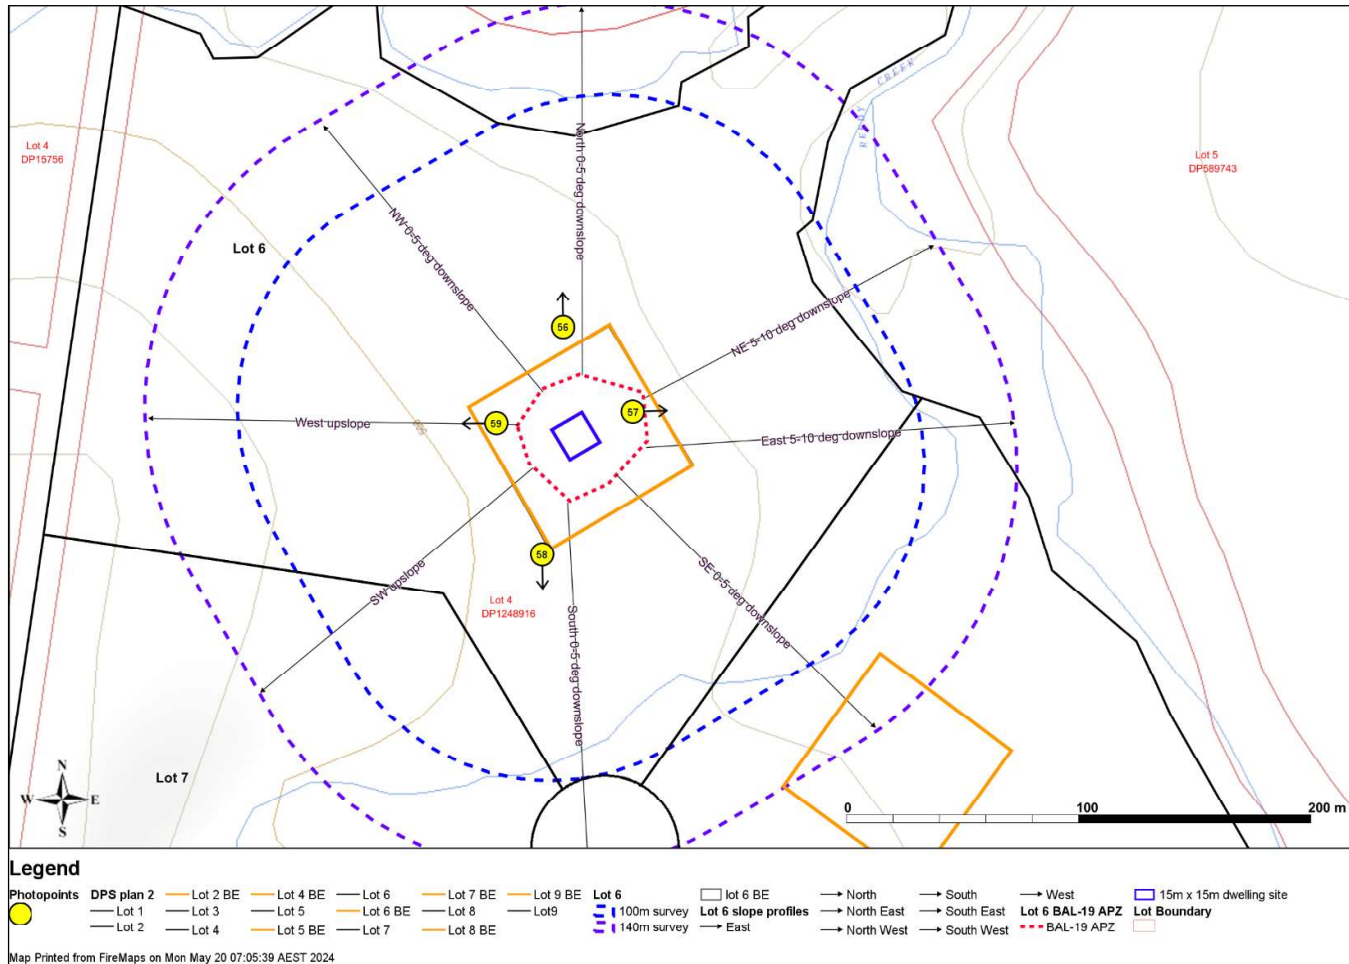 CREEK
REEDY
Lot 4
DP15756
Lot 5
DP589743
North 0-5 deg downslope
NW 0-5 deg downslope
Lot 6
NE 5-10 deg downslope
56
57
59
West upslope
East 5-10 deg downslope
58
SW upslope
SE 0-5 deg downslope
Lot 4
DP1248916
South 0-5 deg downslope
Lot 7
N
W E
S
0 100 200 m
Legend
Photopoints DPS plan 2 Lot 2 BE Lot 4 BE Lot 6 Lot 7 BE Lot 9 BE Lot 6 lot 6 BE North South West 15m x 15m dwelling site
Lot 1 Lot 3 Lot 5 Lot 6 BE Lot 8 Lot9 100m survey Lot 6 slope profiles North East South East Lot 6 BAL-19 APZ Lot Boundary
Lot 2 Lot 4 Lot 5 BE Lot 7 Lot 8 BE 140m survey East North West South West BAL-19 APZ
Map Printed from FireMaps on Mon May 20 07:05:39 AEST 2024